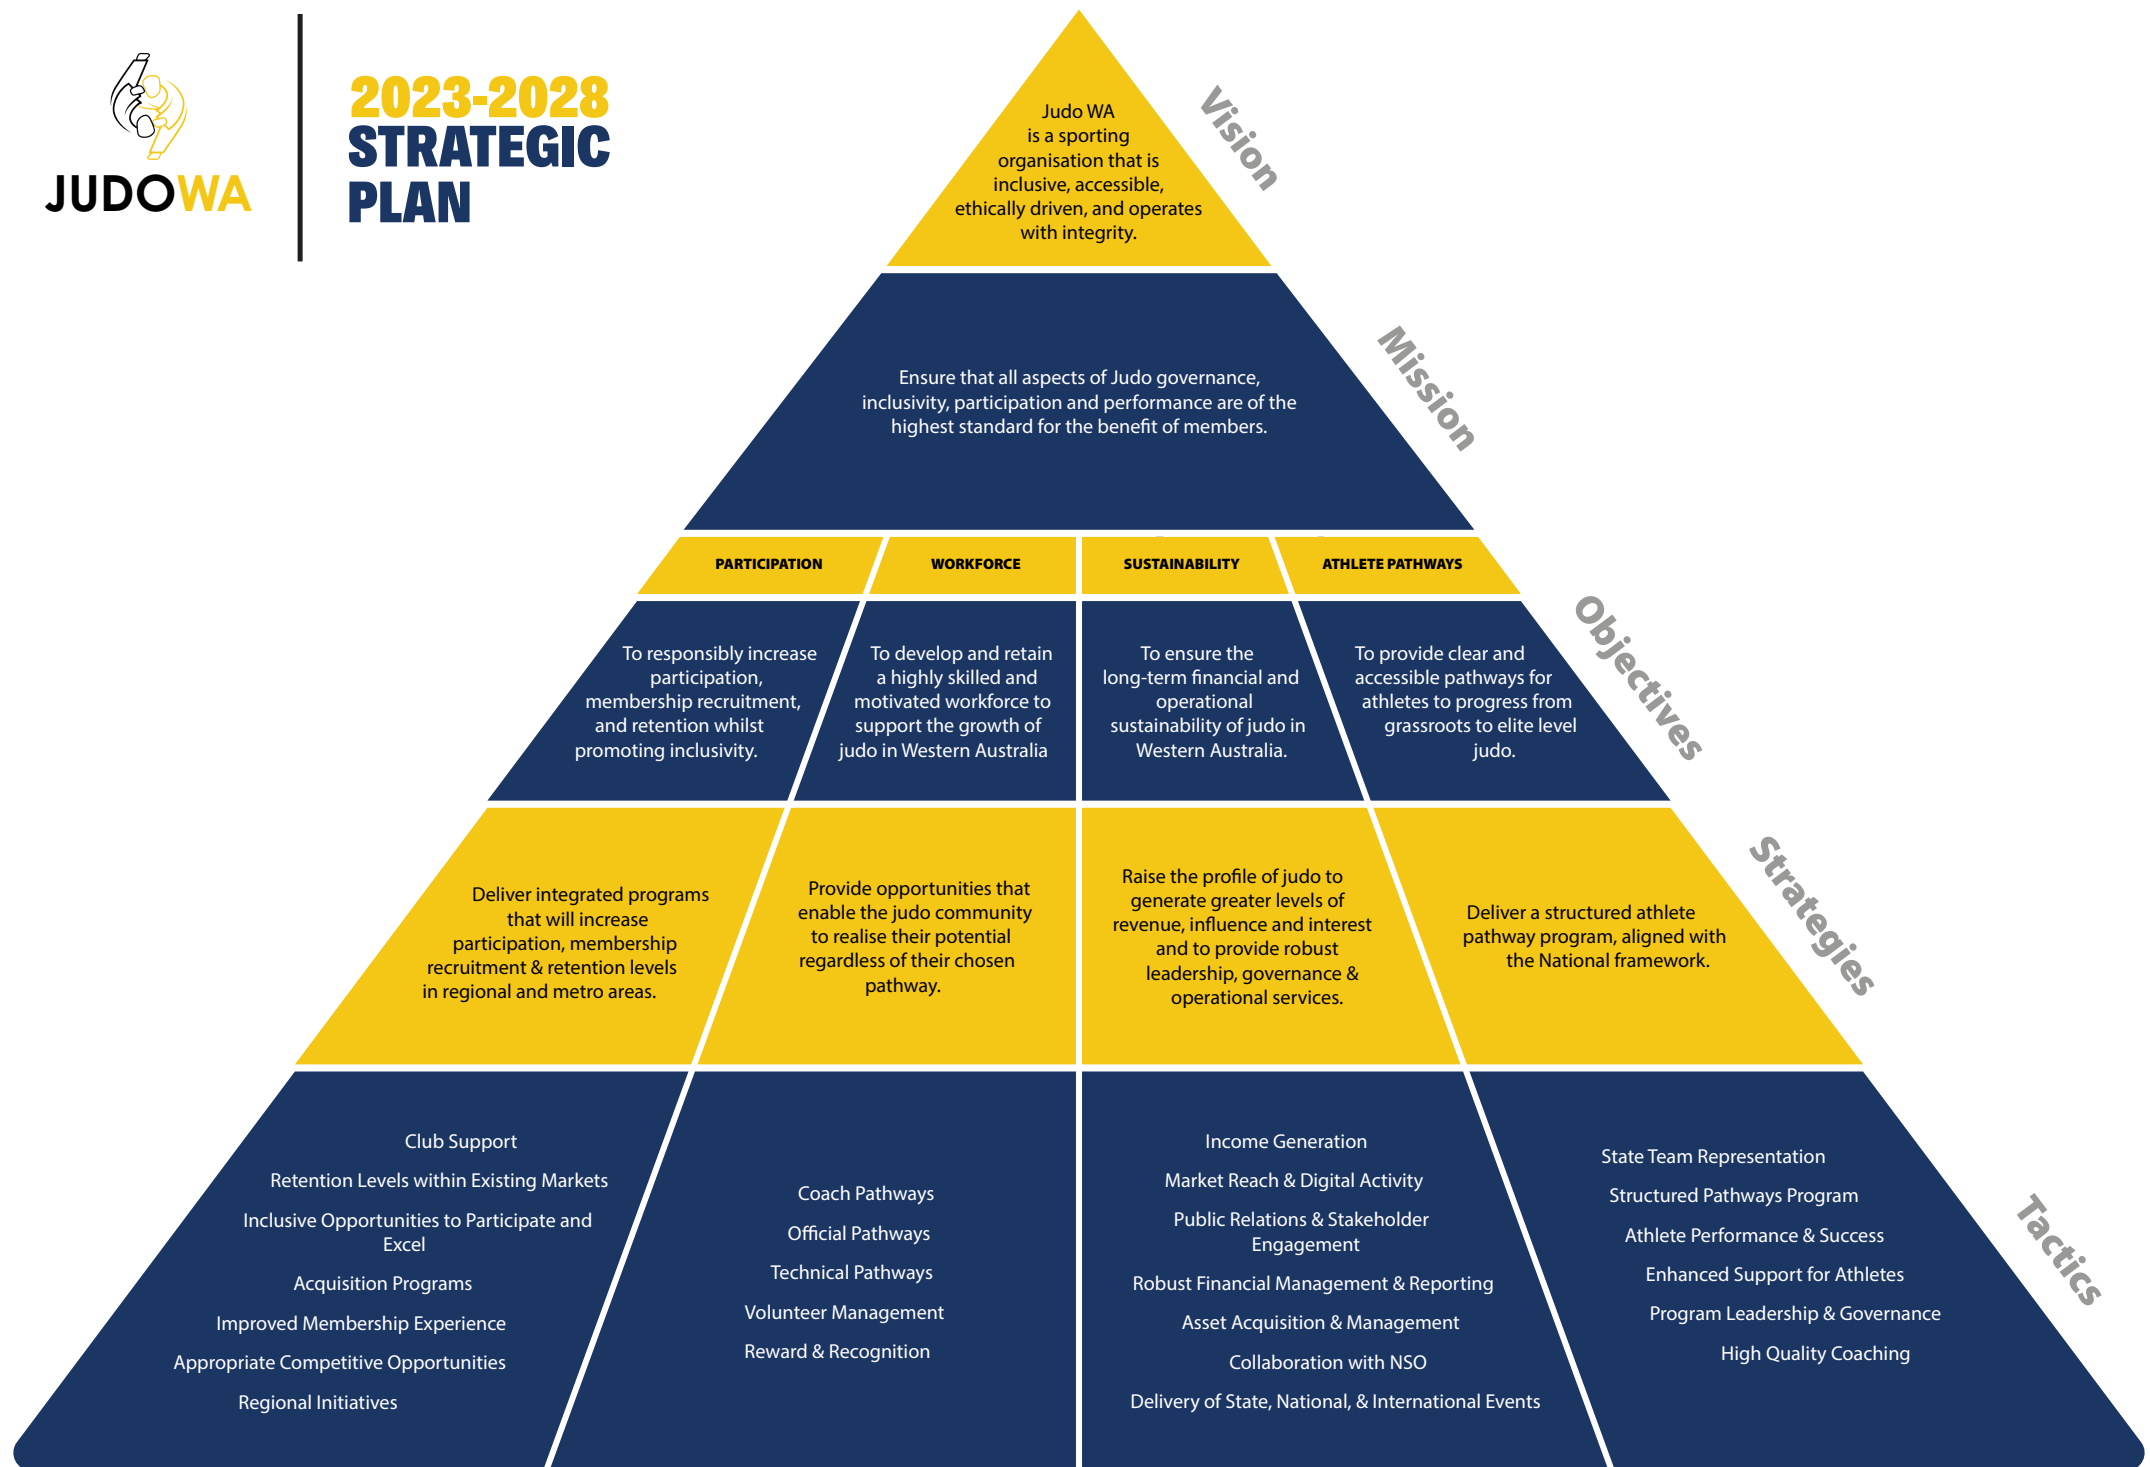 JUDOWA
2023-2028
STRATEGIC
PLAN
Judo WA
is a sporting
organisation that is
inclusive, accessible,
ethically driven, and operates
with integrity.
Vision
Ensure that all aspects of Judo governance,
inclusivity, participation and performance are of the
highest standard for the benefit of members.
Mission
PARTICIPATION
WORKFORCE
SUSTAINABILITY
ATHLETE PATHWAYS
To responsibly increase
participation,
membership recruitment,
and retention whilst
promoting inclusivity.
To develop and retain
a highly skilled and
motivated workforce to
support the growth of
judo in Western Australia
To ensure the
long-term financial and
operational
sustainability of judo in
Western Australia.
To provide clear and
accessible pathways for
athletes to progress from
grassroots to elite level
judo.
Objectives
Deliver integrated programs
that will increase
participation, membership
recruitment & retention levels
in regional and metro areas.
Provide opportunities that
enable the judo community
to realise their potential
regardless of their chosen
pathway.
Raise the profile of judo to
generate greater levels of
revenue, influence and interest
and to provide robust
leadership, governance &
operational services.
Deliver a structured athlete
pathway program, aligned with
the National framework.
Strategies
Club Support
Retention Levels within Existing Markets
Inclusive Opportunities to Participate and
Excel
Acquisition Programs
Improved Membership Experience
Appropriate Competitive Opportunities
Regional Initiatives
Coach Pathways
Official Pathways
Technical Pathways
Volunteer Management
Reward & Recognition
Income Generation
Market Reach & Digital Activity
Public Relations & Stakeholder
Engagement
Robust Financial Management & Reporting
Asset Acquisition & Management
Collaboration with NSO
Delivery of State, National, & International Events
State Team Representation
Structured Pathways Program
Athlete Performance & Success
Enhanced Support for Athletes
Program Leadership & Governance
High Quality Coaching
Tactics